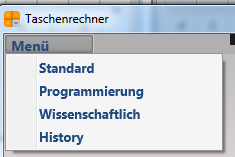 Taschenrechner
Menü
Standard
Programmierung
Wissenschaftlich
History